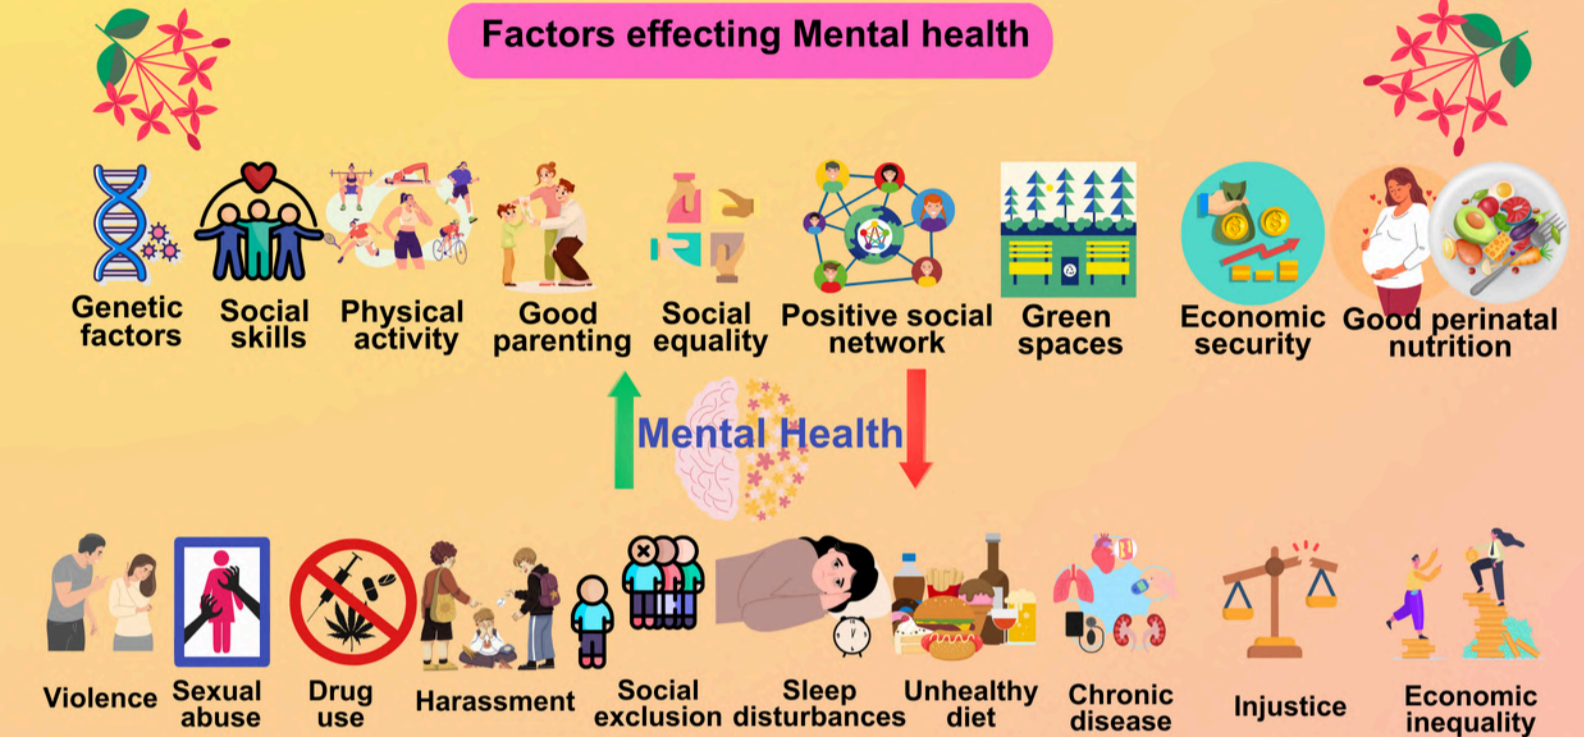 Factors effecting Mental health
Genetic
factors
Social
skills
Physical
activity
Good
parenting
Social
equality
Positive social
network
Green
spaces
Economic
security
Good perinatal
nutrition
Mental Health
Violence
Sexual
abuse
Drug
use
Harassment
Social
exclusion
Sleep
disturbances
Unhealthy
diet
Chronic
disease
Injustice
Economic
inequality